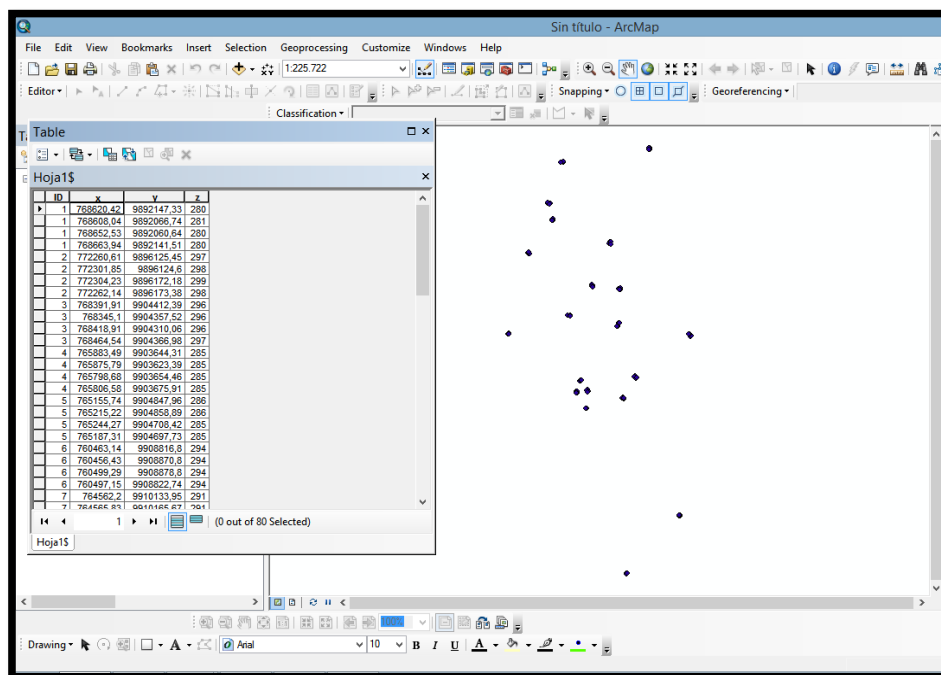 Sin título - ArcMap
File Edit View Bookmarks Insert Selection Geoprocessing Customize Windows Help
1:225.722
Editor Snapping Georeferencing
Classification
Table
Hoja1$
ID x y z
1 768620,42 9892147,33 280
1 768608,04 9892066,74 281
1 768652,53 9892060,64 280
1 768663,94 9892141,51 280
2 772260,61 9896125,45 297
2 772301,85 9896124,6 298
2 772304,23 9896172,18 299
2 772262,14 9896173,38 298
3 768391,91 9904412,39 296
3 768345,1 9904357,52 296
3 768418,91 9904310,06 296
3 768464,54 9904366,98 297
4 765883,49 9903644,31 285
4 765875,79 9903623,39 285
4 765798,68 9903654,46 285
4 765806,58 9903675,91 285
5 765155,74 9904847,96 286
5 765215,22 9904858,89 286
5 765244,27 9904708,42 285
5 765187,31 9904697,73 285
6 760463,14 9908816,8 294
6 760456,43 9908870,8 294
6 760499,29 9908878,8 294
6 760497,15 9908822,74 294
7 764562,2 9910133,95 291
7 764565,83 9910165,67 291
1 (0 out of 80 Selected)
Hoja1$
100%
Drawing A Arial 10 B I U A